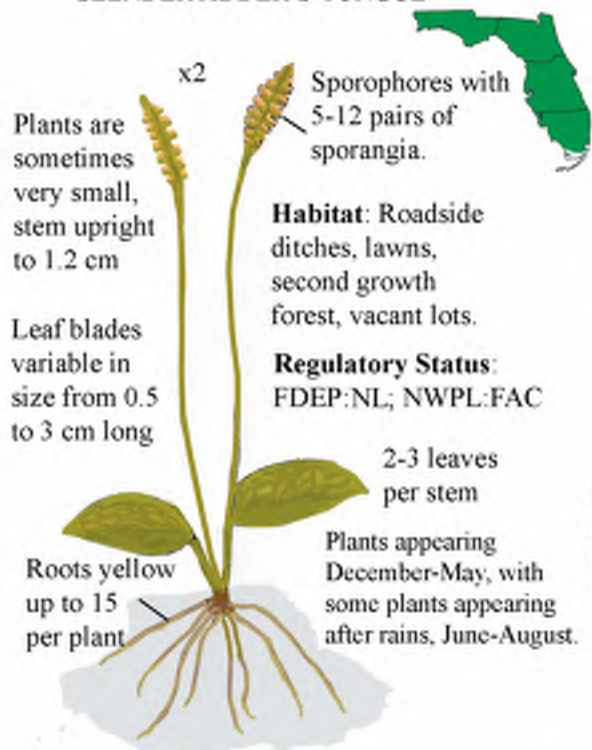 x2
Sporophores with
5-12 pairs of
sporangia.
Plants are
sometimes
very small,
stem upright
to 1.2 cm
Habitat: Roadside
ditches, lawns,
second growth
forest, vacant lots.
Leaf blades
variable in
size from 0.5
to 3 cm long
Regulatory Status:
FDEP:NL; NWPL:FAC
2-3 leaves
per stem
Roots yellow
up to 15
per plant
Plants appearing
December-May, with
some plants appearing
after rains, June-August.